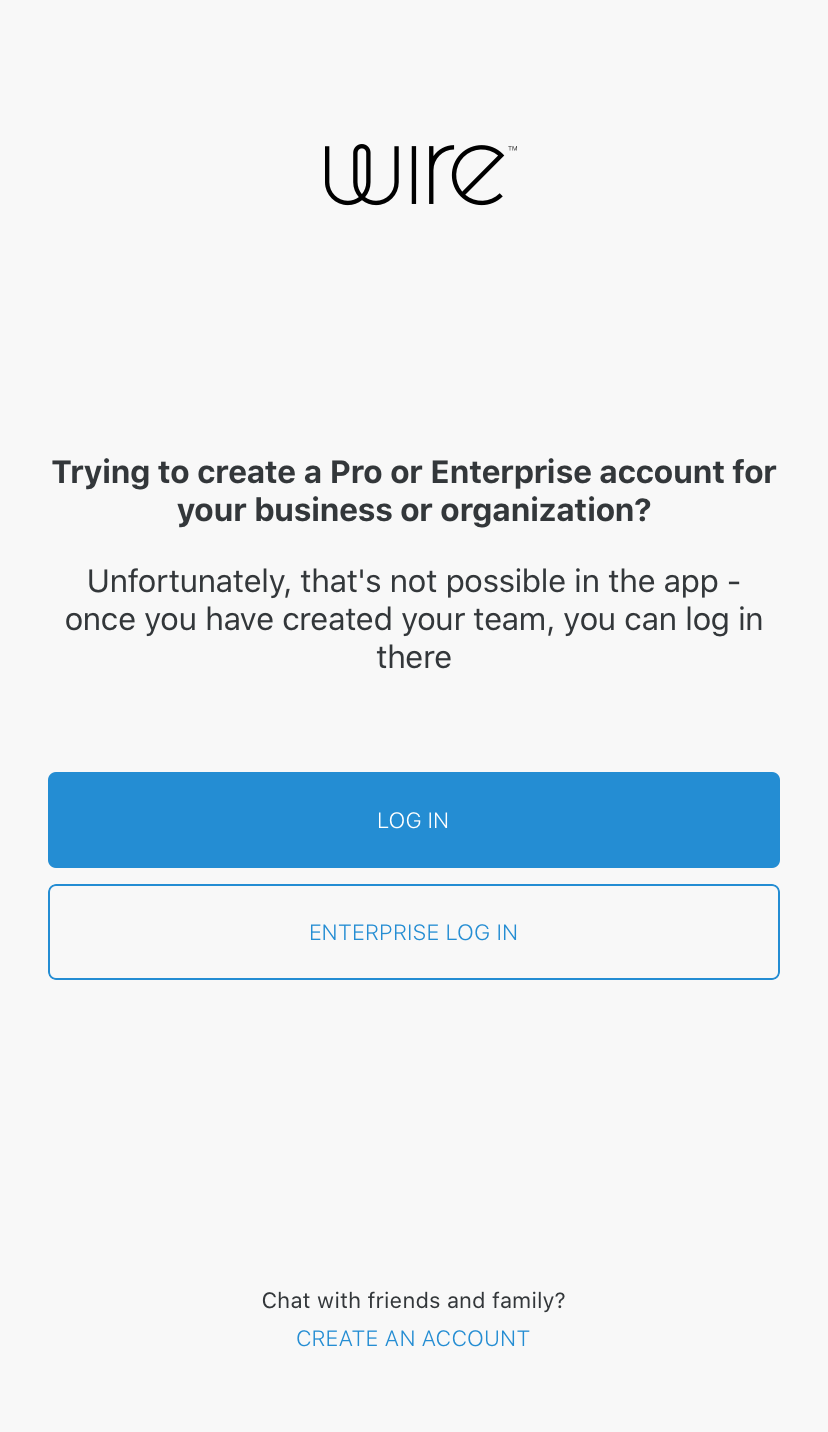 wire™
Trying to create a Pro or Enterprise account for
your business or organization?
Unfortunately, that's not possible in the app -
once you have created your team, you can log in
there
LOG IN
ENTERPRISE LOG IN
Chat with friends and family?
CREATE AN ACCOUNT